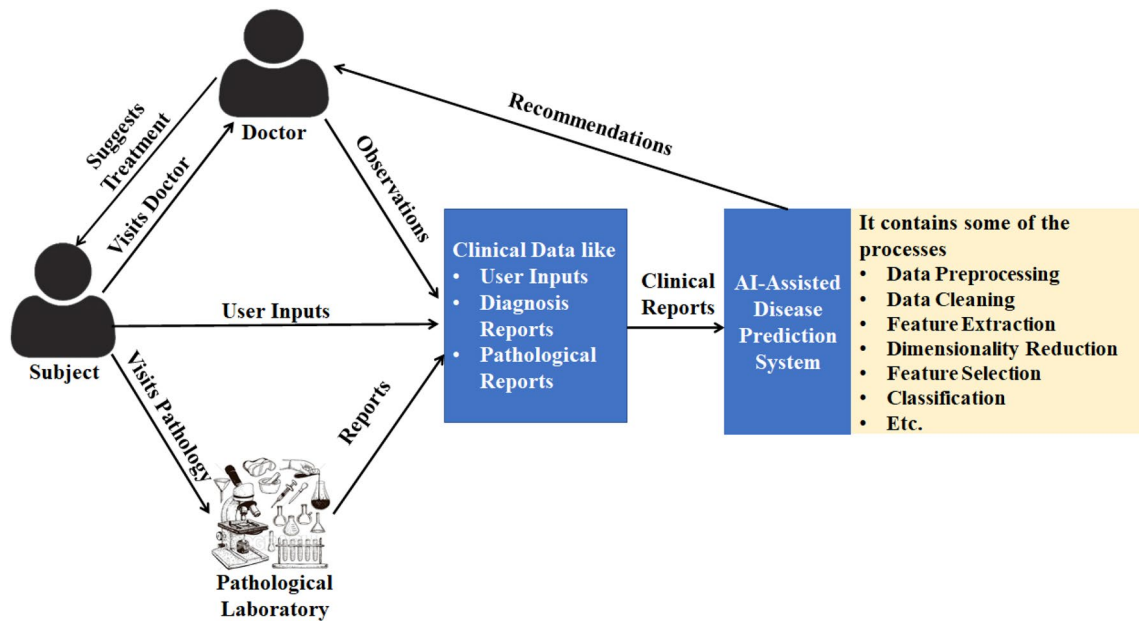 Doctor
Suggests
Treatment
Visits Doctor
Observations
Recommendations
Subject
User Inputs
Visits Pathology
Reports
Pathological
Laboratory
Clinical Data like
• User Inputs
• Diagnosis
Reports
• Pathological
Reports
Clinical
Reports
AI-Assisted
Disease
Prediction
System
It contains some of the
processes
• Data Preprocessing
• Data Cleaning
• Feature Extraction
• Dimensionality Reduction
• Feature Selection
• Classification
• Etc.